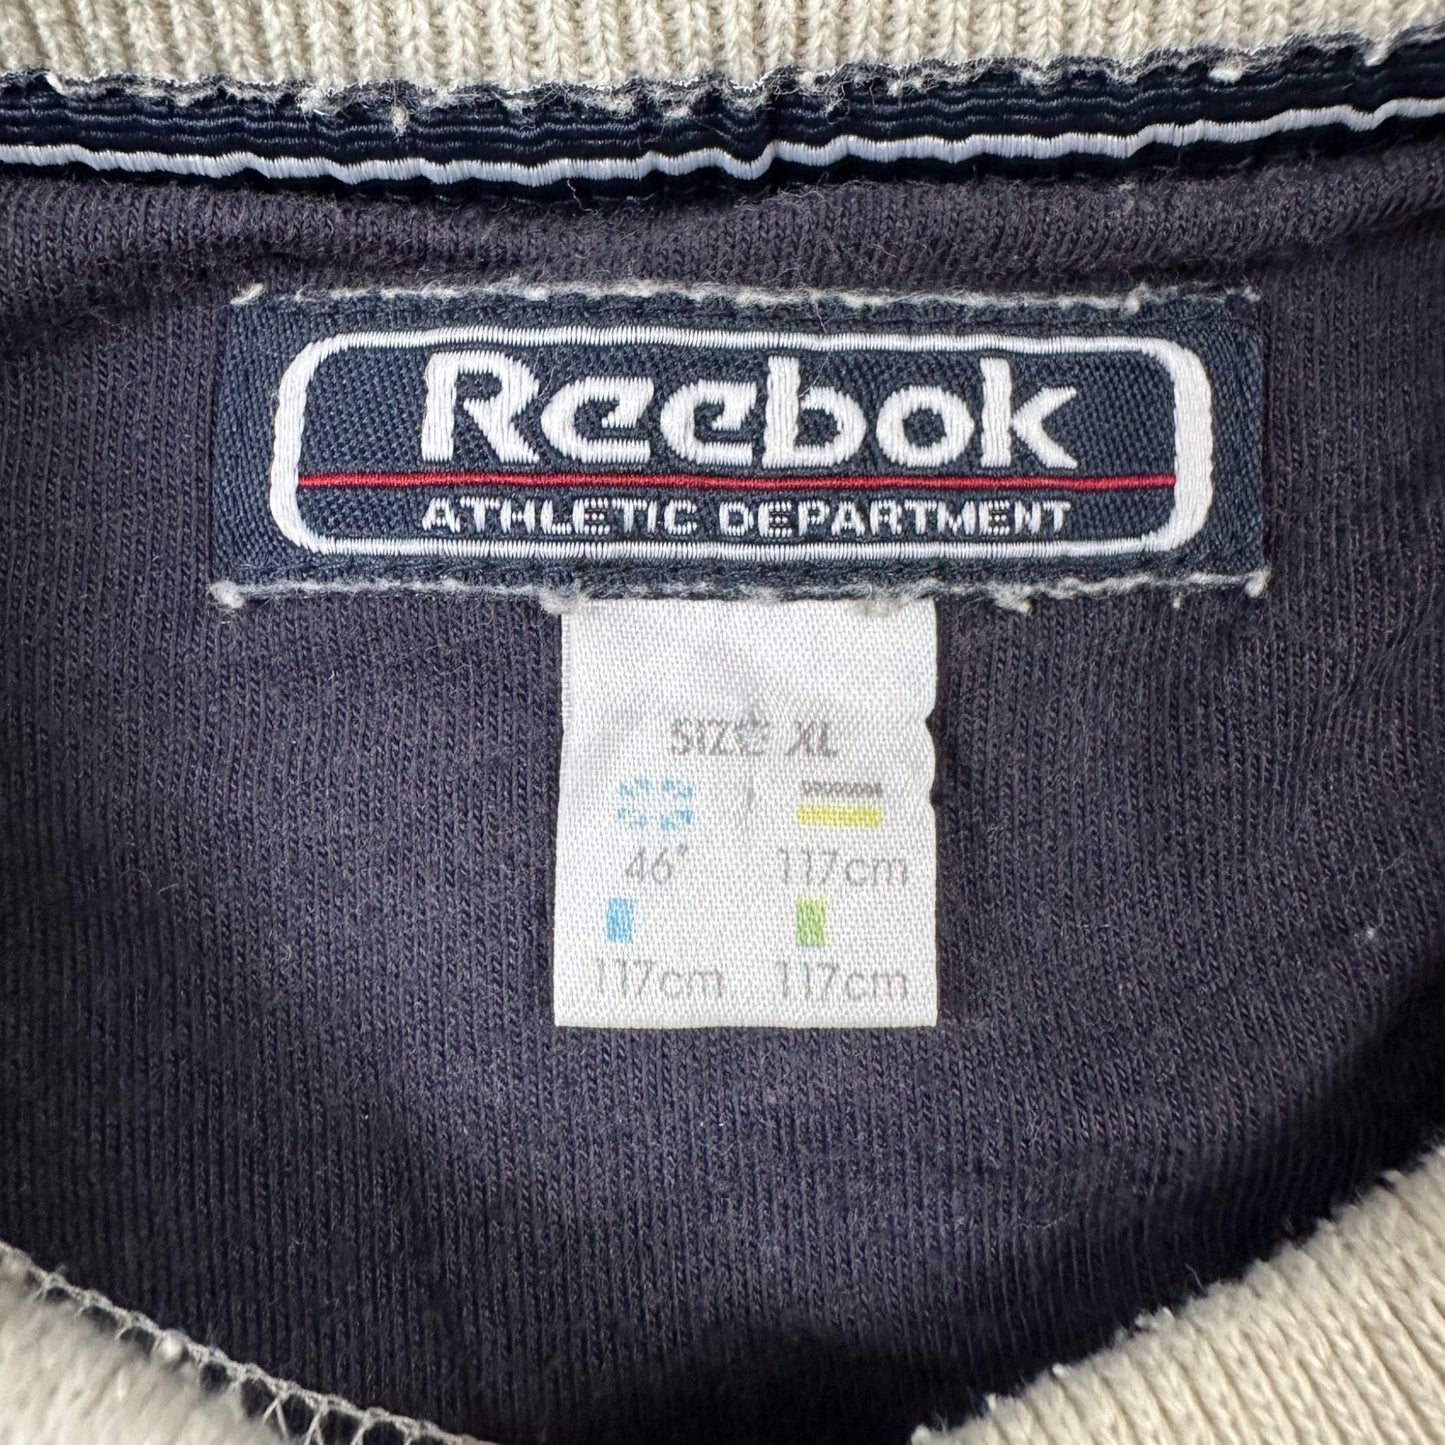 Reebok
ATHLETIC DEPARTMENT
SIZE XL
46" 117cm
117cm 117cm